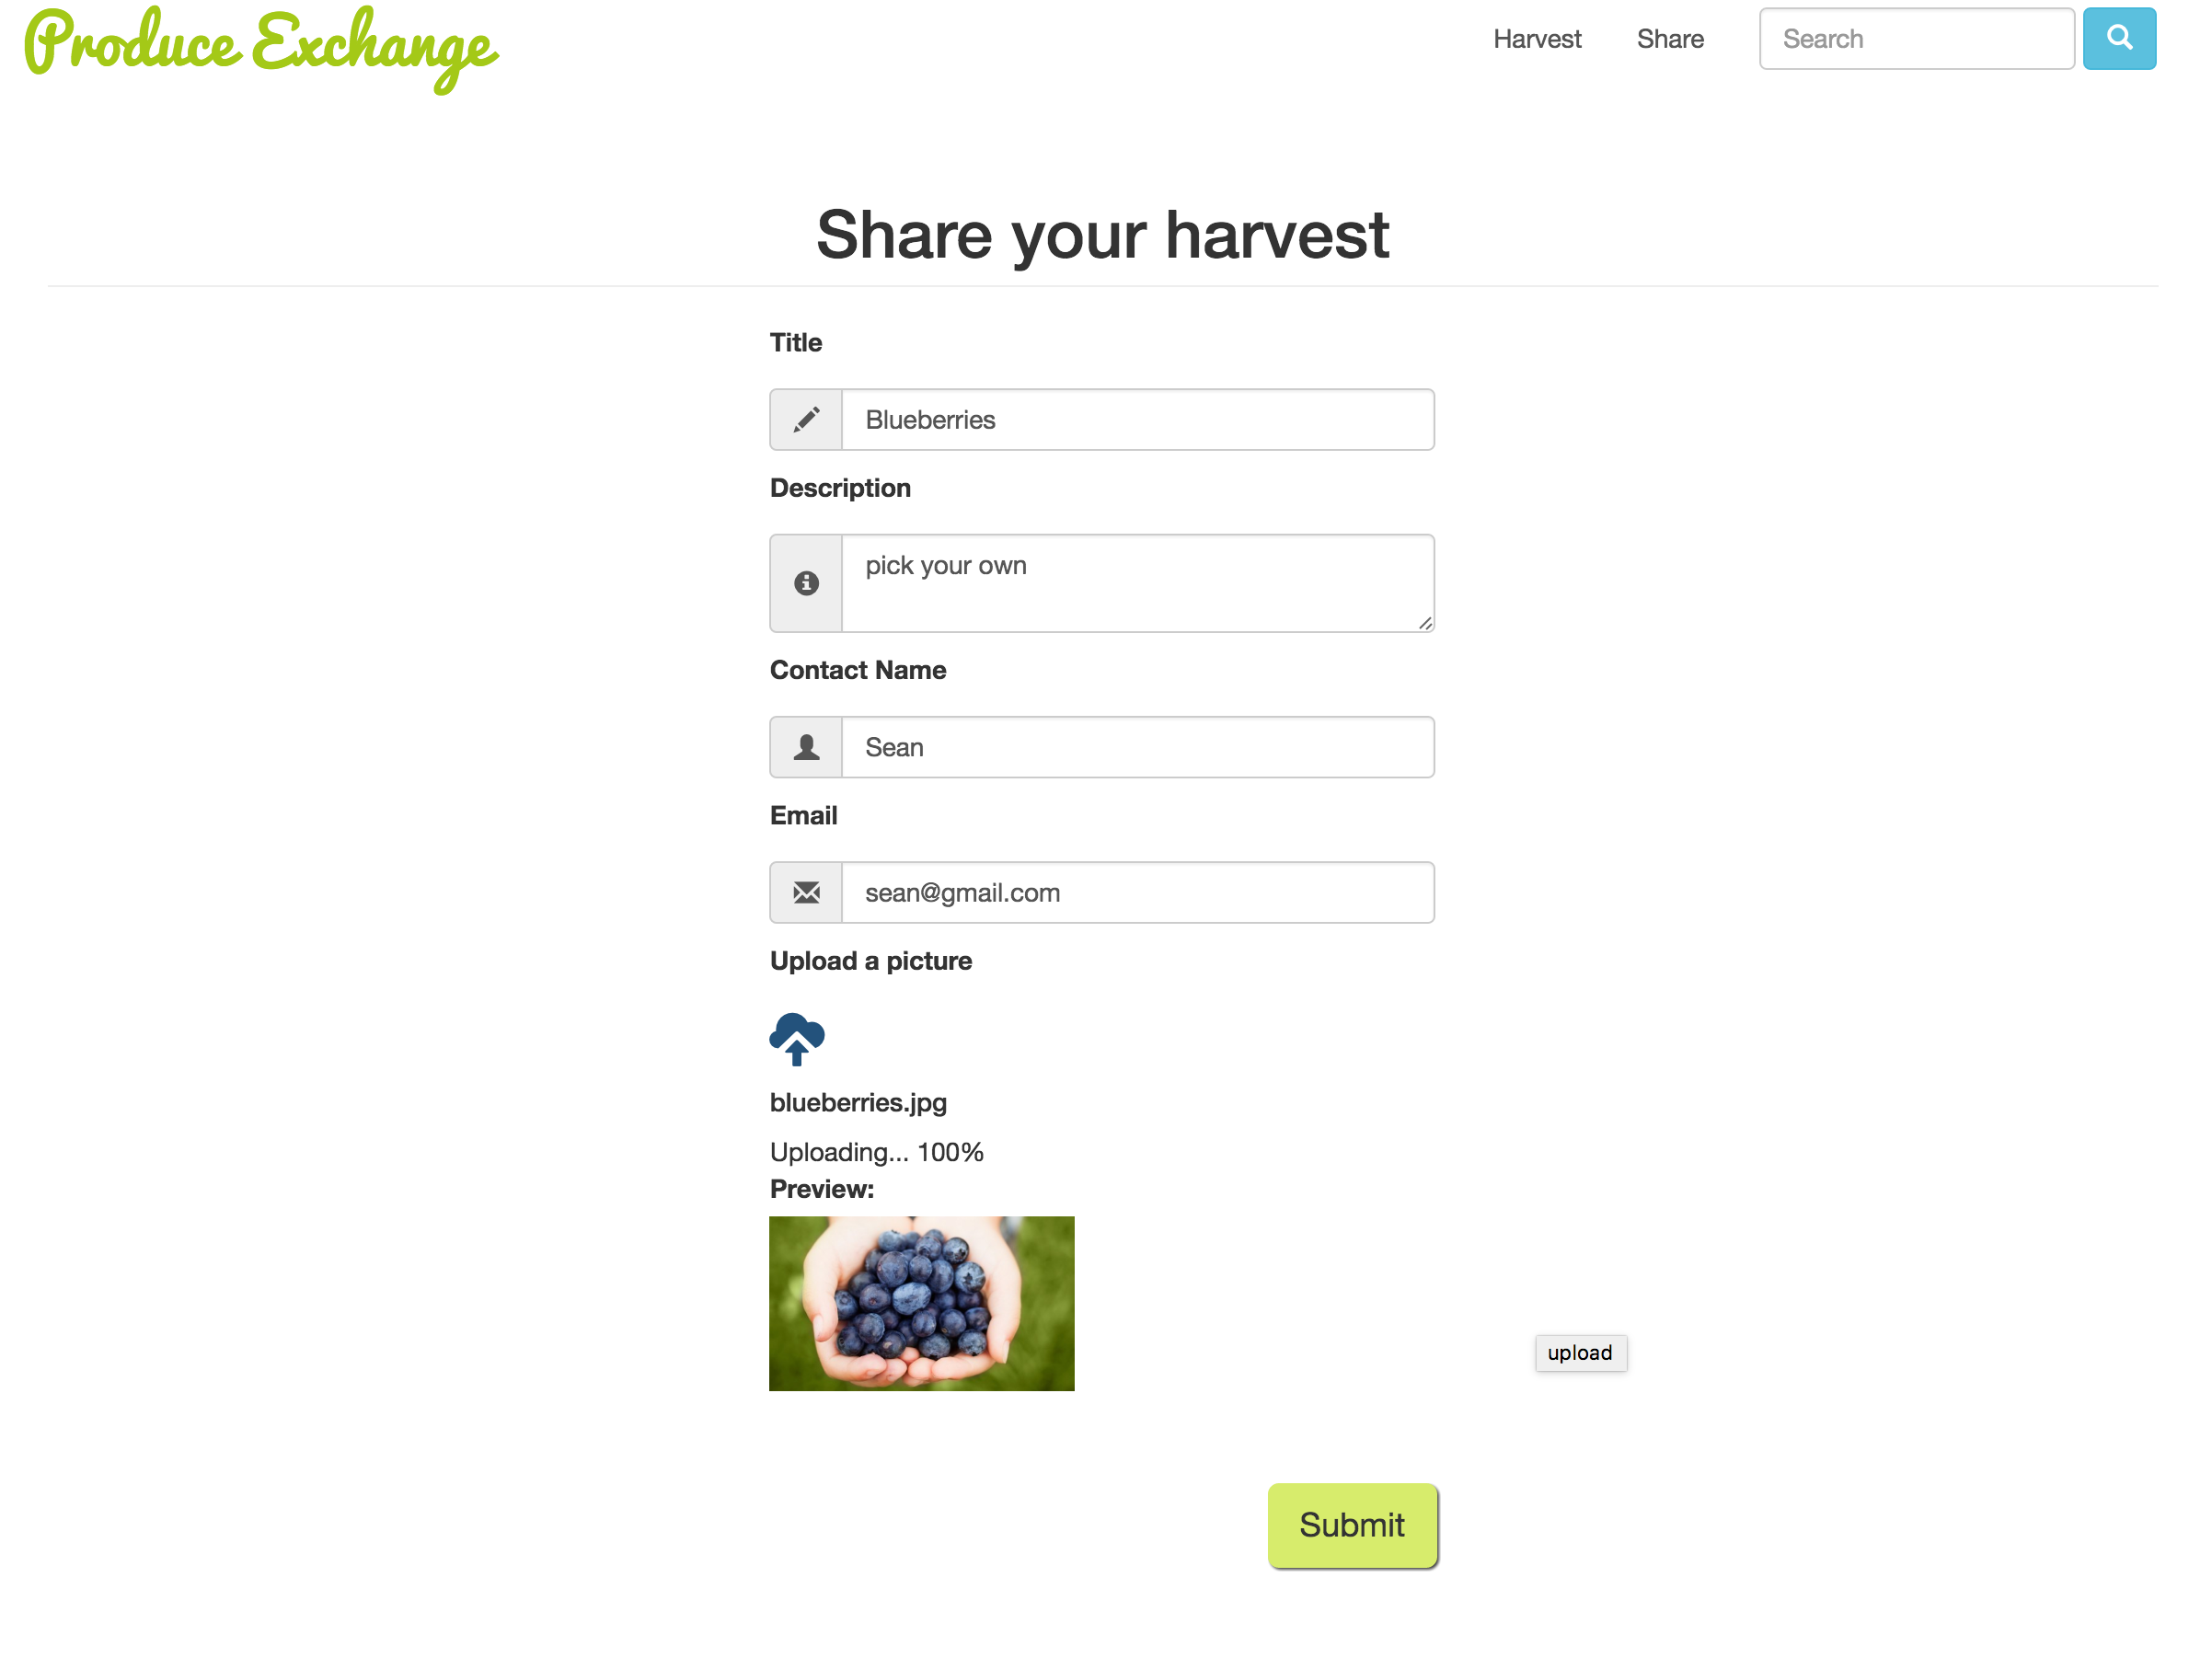 Produce Exchange
Harvest Share Search
Share your harvest
Title
Blueberries
Description
pick your own
Contact Name
Sean
Email
sean@gmail.com
Upload a picture
blueberries.jpg
Uploading... 100%
Preview:
upload
Submit